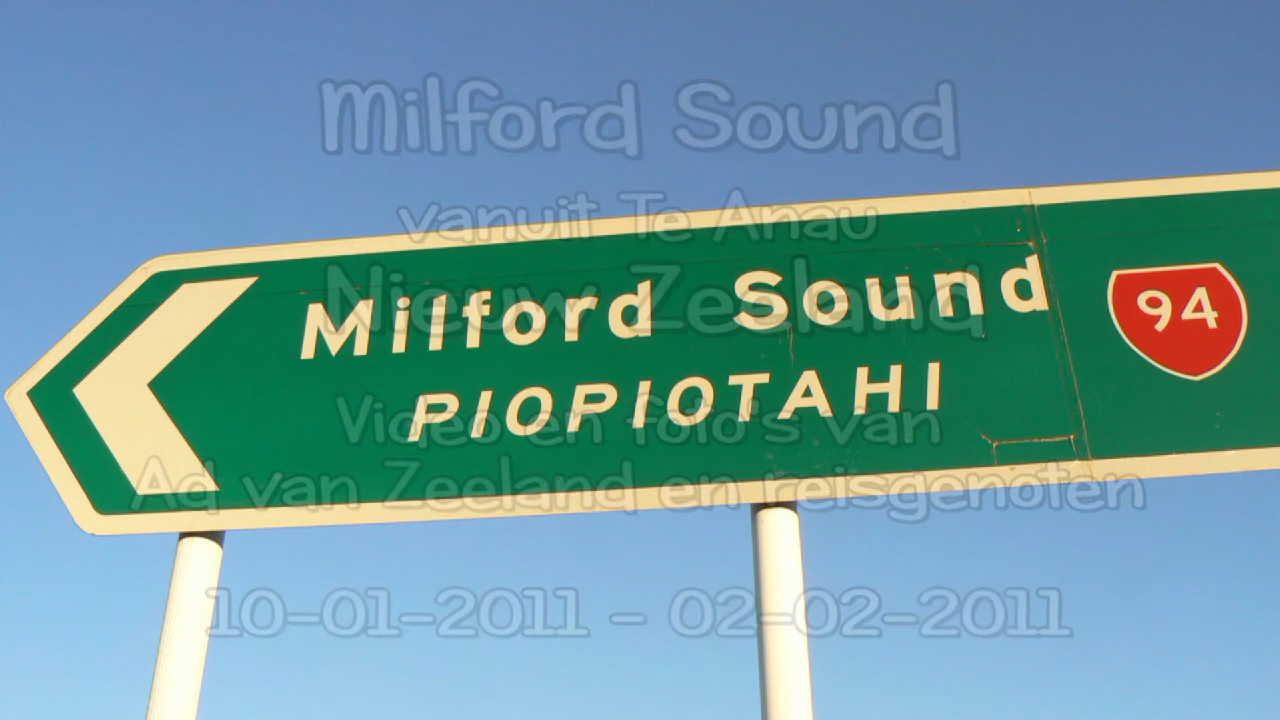 Milford Sound
vanuit Te Anau
Nieuw Zeeland
Milford Sound
94
PIOPIOTAHI
Video en foto's van
Ad van Zeeland en reisgenoten
10-01-2011 - 02-02-2011